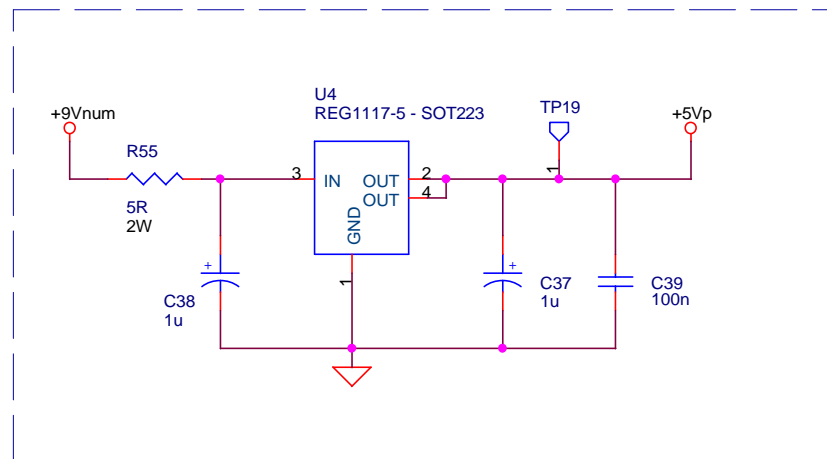 U4
REG1117-5 - SOT223
+9Vnum
TP19
+5Vp
R55
5R
2W
3
IN
OUT
2
OUT
4
GND
1
1
+
C38
1u
+
C37
1u
C39
100n